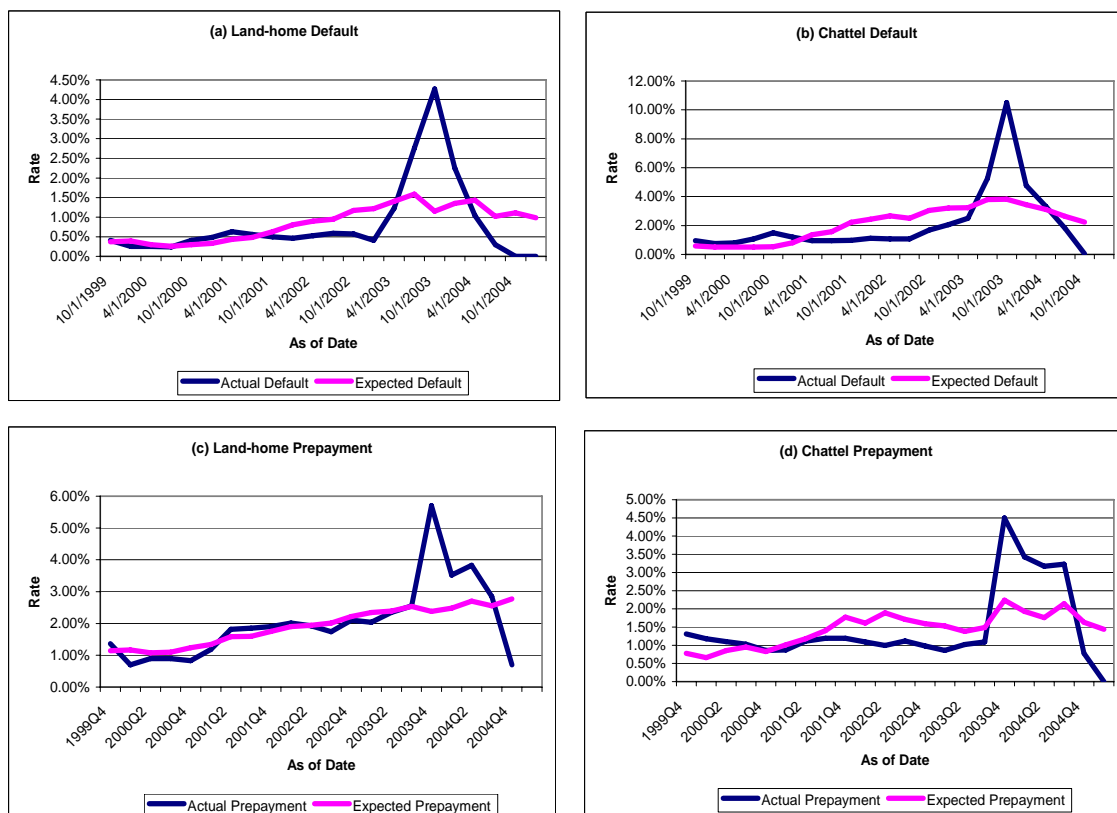 (a) Land-home Default
4.50%
4.00%
3.50%
3.00%
2.50%
2.00%
1.50%
1.00%
0.50%
0.00%
Rate
10/1/1999
4/1/2000
10/1/2000
4/1/2001
10/1/2001
4/1/2002
10/1/2002
4/1/2003
10/1/2003
4/1/2004
10/1/2004
As of Date
Actual Default Expected Default
(b) Chattel Default
12.00%
10.00%
8.00%
6.00%
4.00%
2.00%
0.00%
Rate
10/1/1999
4/1/2000
10/1/2000
4/1/2001
10/1/2001
4/1/2002
10/1/2002
4/1/2003
10/1/2003
4/1/2004
10/1/2004
As of Date
Actual Default Expected Default
(c) Land-home Prepayment
6.00%
5.00%
4.00%
3.00%
2.00%
1.00%
0.00%
Rate
1999Q4
2000Q2
2000Q4
2001Q2
2001Q4
2002Q2
2002Q4
2003Q2
2003Q4
2004Q2
2004Q4
As of Date
Actual Prepayment Expected Prepayment
(d) Chattel Prepayment
5.00%
4.50%
4.00%
3.50%
3.00%
2.50%
2.00%
1.50%
1.00%
0.50%
0.00%
Rate
1999Q4
2000Q2
2000Q4
2001Q2
2001Q4
2002Q2
2002Q4
2003Q2
2003Q4
2004Q2
2004Q4
As of Date
Actual Prepayment Expected Prepayment